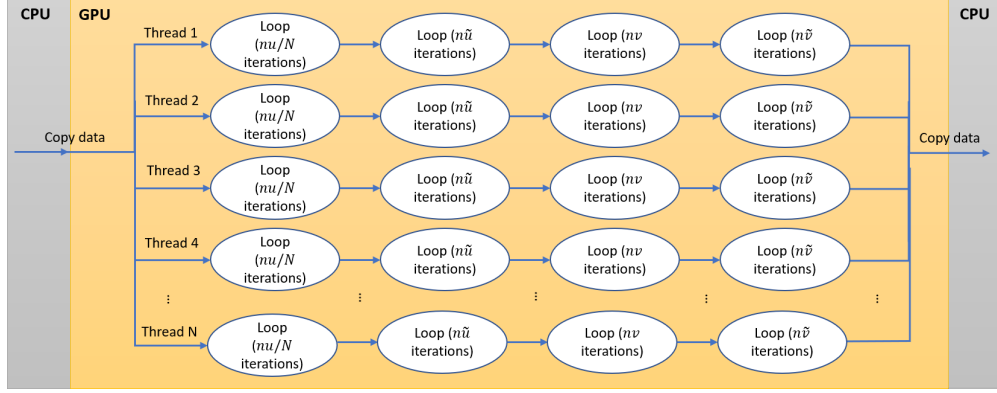 CPU
GPU
CPU
Thread 1
Loop
(nu/N
iterations)
Loop (nũ
iterations)
Loop (nv
iterations)
Loop (nṽ
iterations)
Thread 2
Loop
(nu/N
iterations)
Loop (nũ
iterations)
Loop (nv
iterations)
Loop (nṽ
iterations)
Copy data
Copy data
Thread 3
Loop
(nu/N
iterations)
Loop (nũ
iterations)
Loop (nv
iterations)
Loop (nṽ
iterations)
Thread 4
Loop
(nu/N
iterations)
Loop (nũ
iterations)
Loop (nv
iterations)
Loop (nṽ
iterations)
⋮ ⋮ ⋮ ⋮ ⋮
Thread N
Loop
(nu/N
iterations)
Loop (nũ
iterations)
Loop (nv
iterations)
Loop (nṽ
iterations)